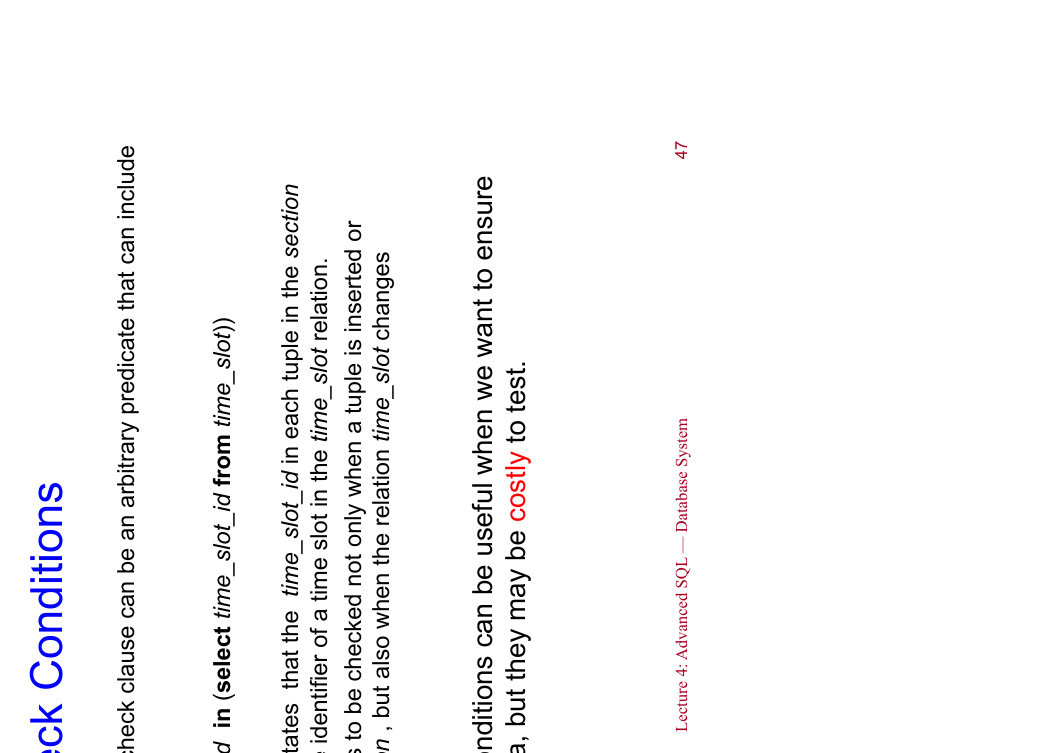 Conditions
check clause can be an arbitrary predicate that can include
in (select time_slot_id from time_slot))
that the time_slot_id in each tuple in the section
identifier of a time slot in the time_slot relation.
to be checked not only when a tuple is inserted or
, but also when the relation time_slot changes
can be useful when we want to ensure
, but they may be costly to test.
Lecture 4: Advanced SQL — Database System 47